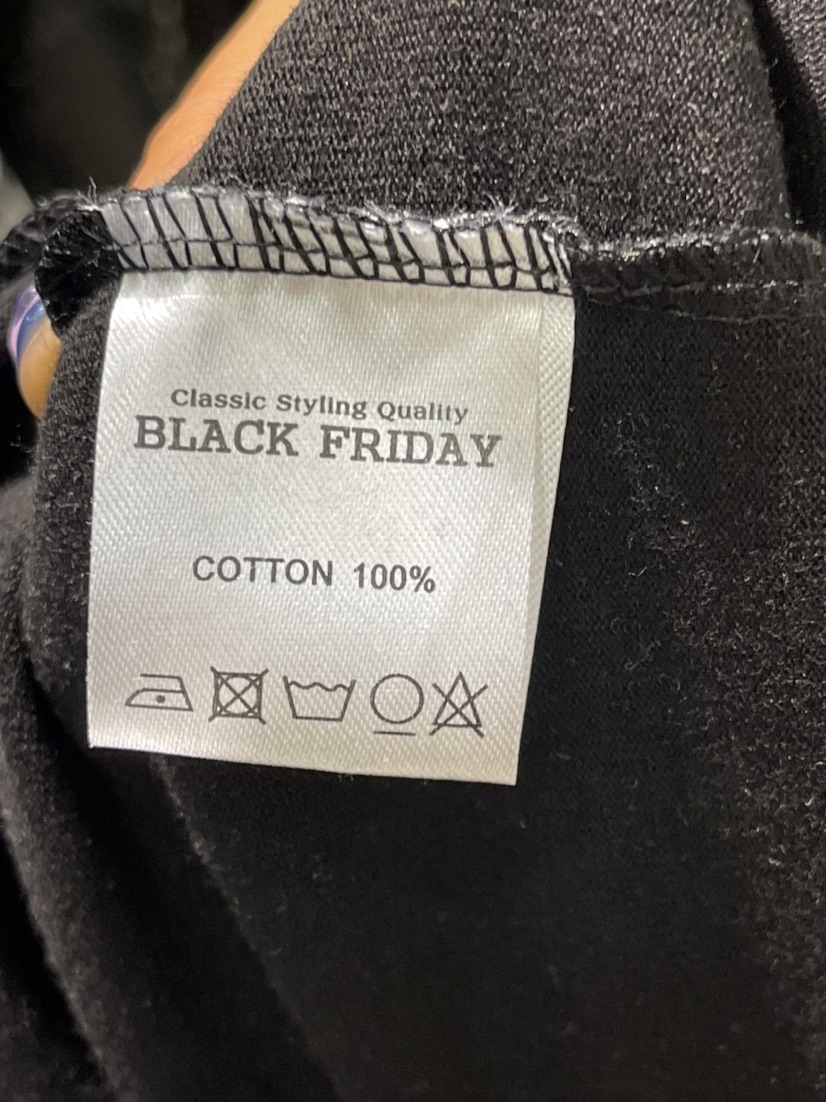 Classic Styling Quality
BLACK FRIDAY
COTTON 100%